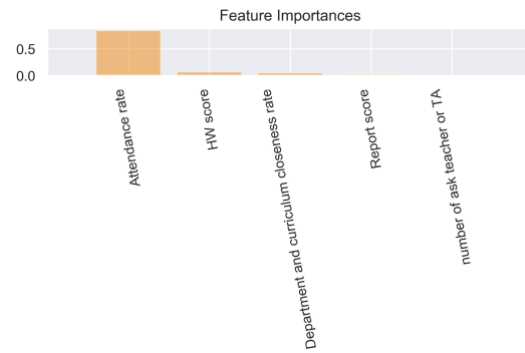 Feature Importances
0.5
0.0
Attendance rate
HW score
Department and curriculum closeness rate
Report score
number of ask teacher or TA